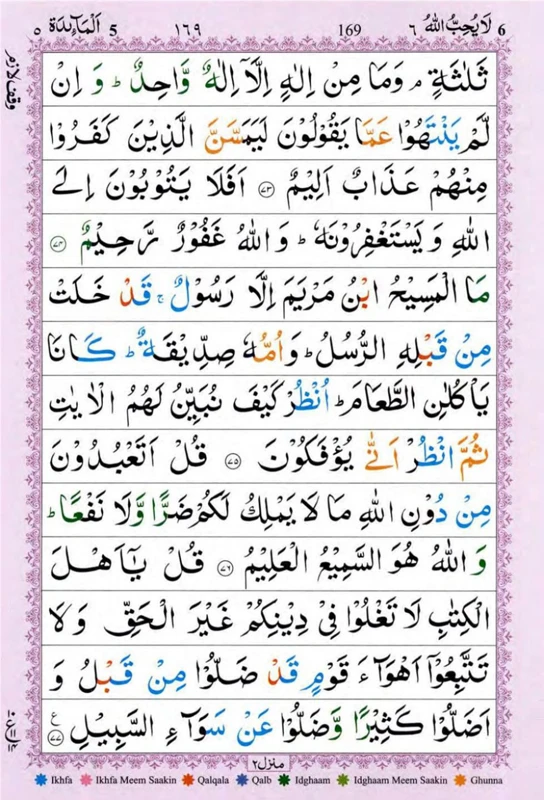 اَلْمَآئِدَة 5 ٥ ١٦٩ 169 لَا يُحِبُّ اللّٰهُ 6 ٦
وقف لازم
ثَلٰثَةٍ ۘ وَمَا مِنْ اِلٰهٍ اِلَّاۤ اِلٰهٌ وَّاحِدٌ ؕ وَ اِنْ
لَّمْ يَنْتَهُوْا عَمَّا يَقُوْلُوْنَ لَيَمَسَّنَّ الَّذِيْنَ كَفَرُوْا
مِنْهُمْ عَذَابٌ اَلِيْمٌ ﴿٧٣﴾ اَفَلَا يَتُوْبُوْنَ اِلَى
اللّٰهِ وَ يَسْتَغْفِرُوْنَهٗ ؕ وَ اللّٰهُ غَفُوْرٌ رَّحِيْمٌ ﴿٧٤﴾
مَا الْمَسِيْحُ ابْنُ مَرْيَمَ اِلَّا رَسُوْلٌ ۚ قَدْ خَلَتْ
مِنْ قَبْلِهِ الرُّسُلُ ؕ وَ اُمُّهٗ صِدِّيْقَةٌ ؕ كَانَا
يَاْكُلٰنِ الطَّعَامَ ؕ اُنْظُرْ كَيْفَ نُبَيِّنُ لَهُمُ الْاٰيٰتِ
ثُمَّ انْظُرْ اَنّٰى يُؤْفَكُوْنَ ﴿٧٥﴾ قُلْ اَتَعْبُدُوْنَ
مِنْ دُوْنِ اللّٰهِ مَا لَا يَمْلِكُ لَكُمْ ضَرًّا وَّلَا نَفْعًا ؕ
وَ اللّٰهُ هُوَ السَّمِيْعُ الْعَلِيْمُ ﴿٧٦﴾ قُلْ يٰۤاَهْلَ
الْكِتٰبِ لَا تَغْلُوْا فِيْ دِيْنِكُمْ غَيْرَ الْحَقِّ وَ لَا
تَتَّبِعُوْۤا اَهْوَآءَ قَوْمٍ قَدْ ضَلُّوْا مِنْ قَبْلُ وَ
اَضَلُّوْا كَثِيْرًا وَّضَلُّوْا عَنْ سَوَآءِ السَّبِيْلِ ﴿٧٧﴾ ع
منزل ٢
Ikhfa Ikhfa Meem Saakin Qalqala Qalb Idghaam Idghaam Meem Saakin Ghunna